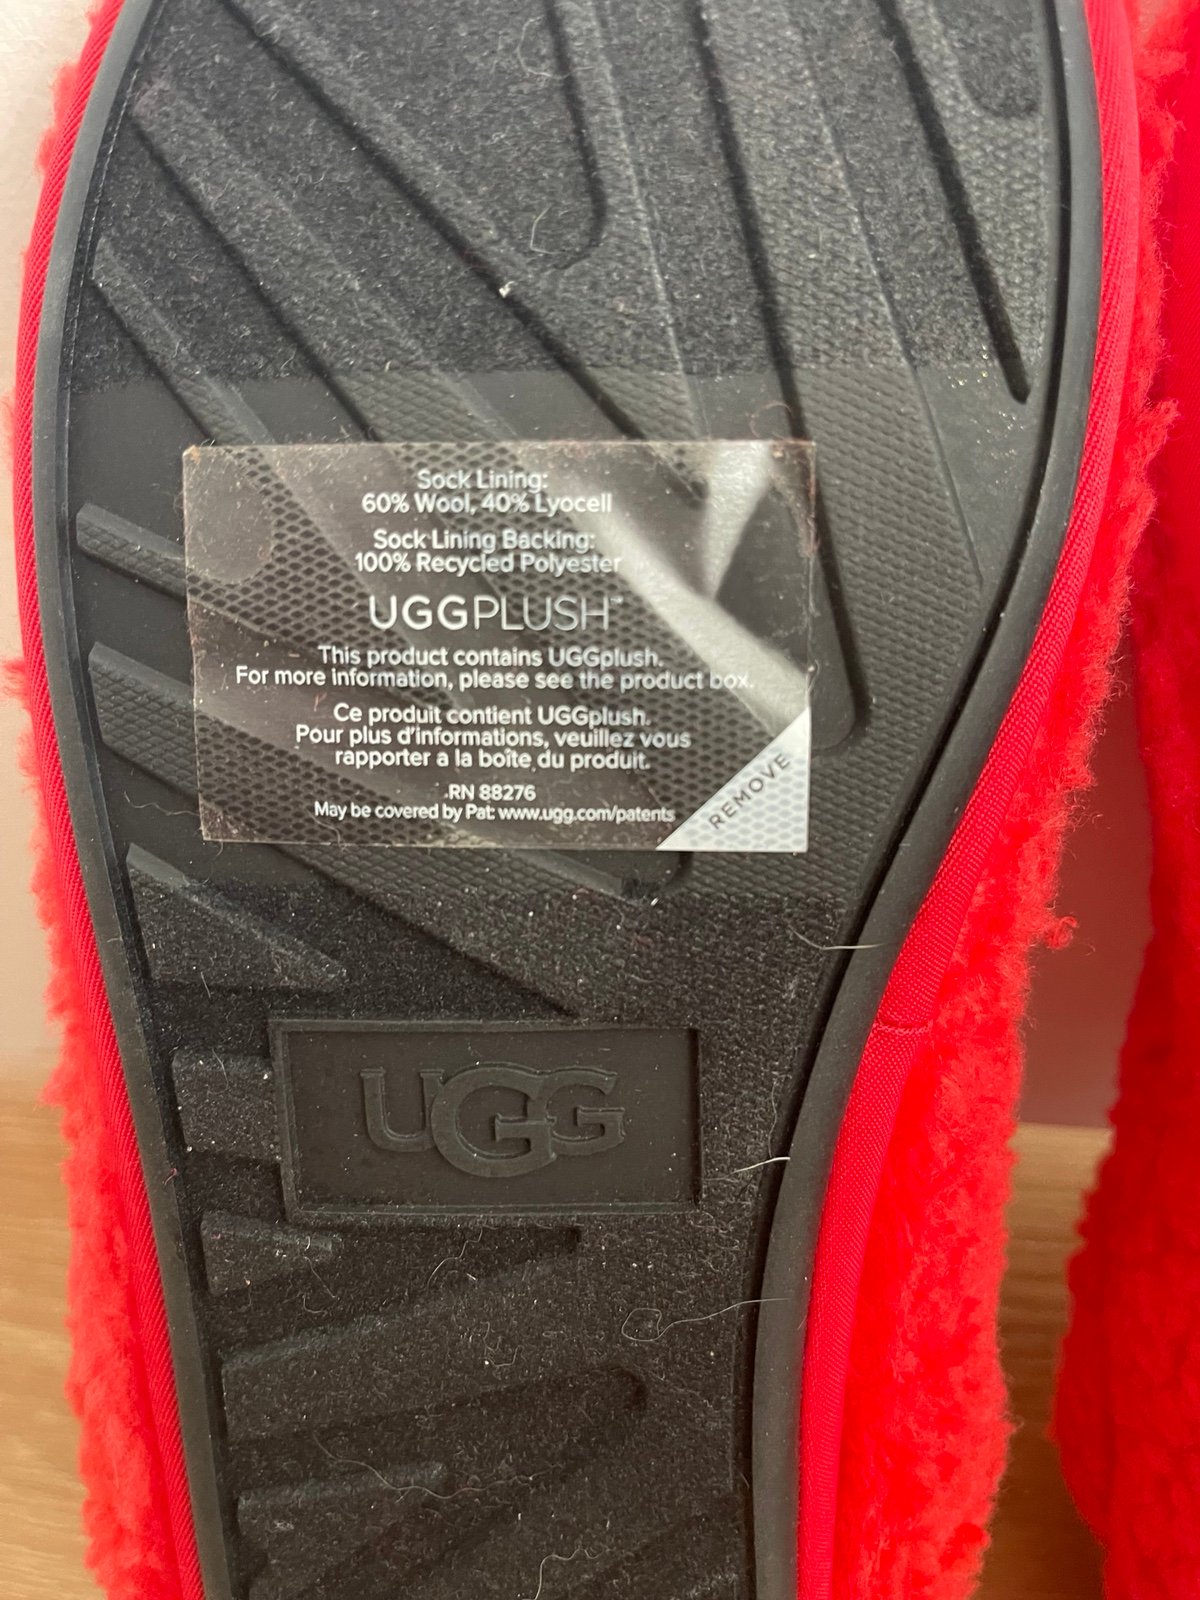 Sock Lining:
60% Wool, 40% Lyocell
Sock Lining Backing:
100% Recycled Polyester
UGGPLUSH™
This product contains UGGplush.
For more information, please see the product box.
Ce produit contient UGGplush.
Pour plus d'informations, veuillez vous
rapporter a la boîte du produit.
RN 88276
May be covered by Pat: www.ugg.com/patents
REMOVE
UGG